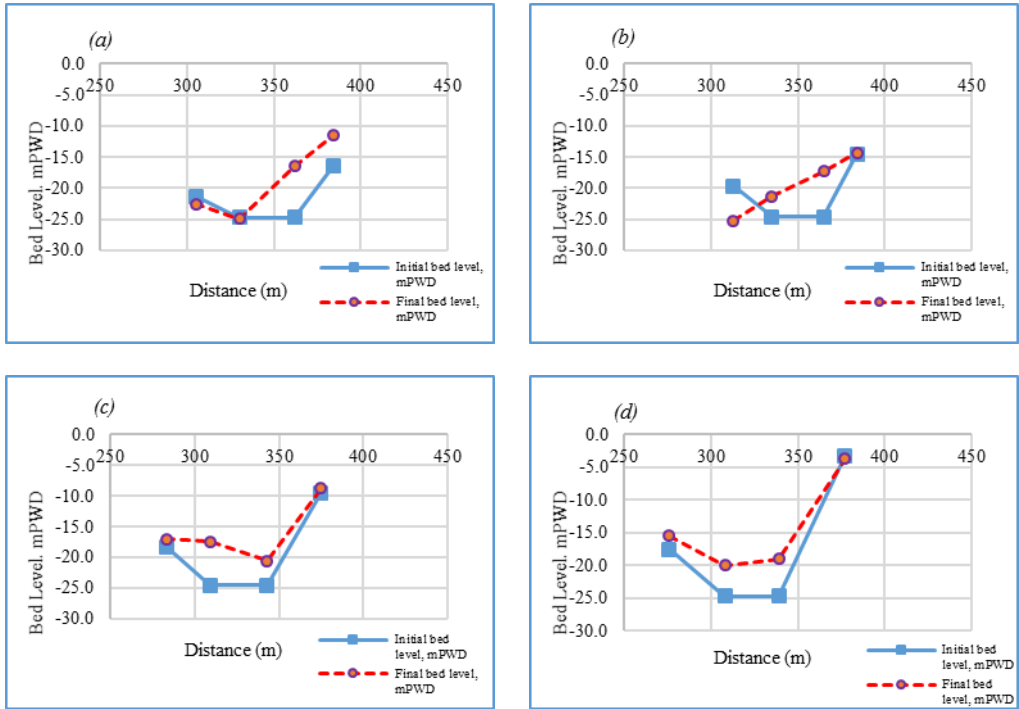 (a)
0.0
250 300 350 400 450
-5.0
-10.0
-15.0
-20.0
-25.0
-30.0
Bed Level. mPWD
Distance (m)
Initial bed level,
mPWD
Final bed level,
mPWD
(b)
0.0
250 300 350 400 450
-5.0
-10.0
-15.0
-20.0
-25.0
-30.0
Bed Level. mPWD
Distance (m)
Initial bed level,
mPWD
Final bed level,
mPWD
(c)
0.0
250 300 350 400 450
-5.0
-10.0
-15.0
-20.0
-25.0
-30.0
Bed Level. mPWD
Distance (m)
Initial bed
level, mPWD
Final bed level,
mPWD
(d)
0.0
250 300 350 400 450
-5.0
-10.0
-15.0
-20.0
-25.0
-30.0
Bed Level. mPWD
Distance (m)
Initial bed
level, mPWD
Final bed
level, mPWD